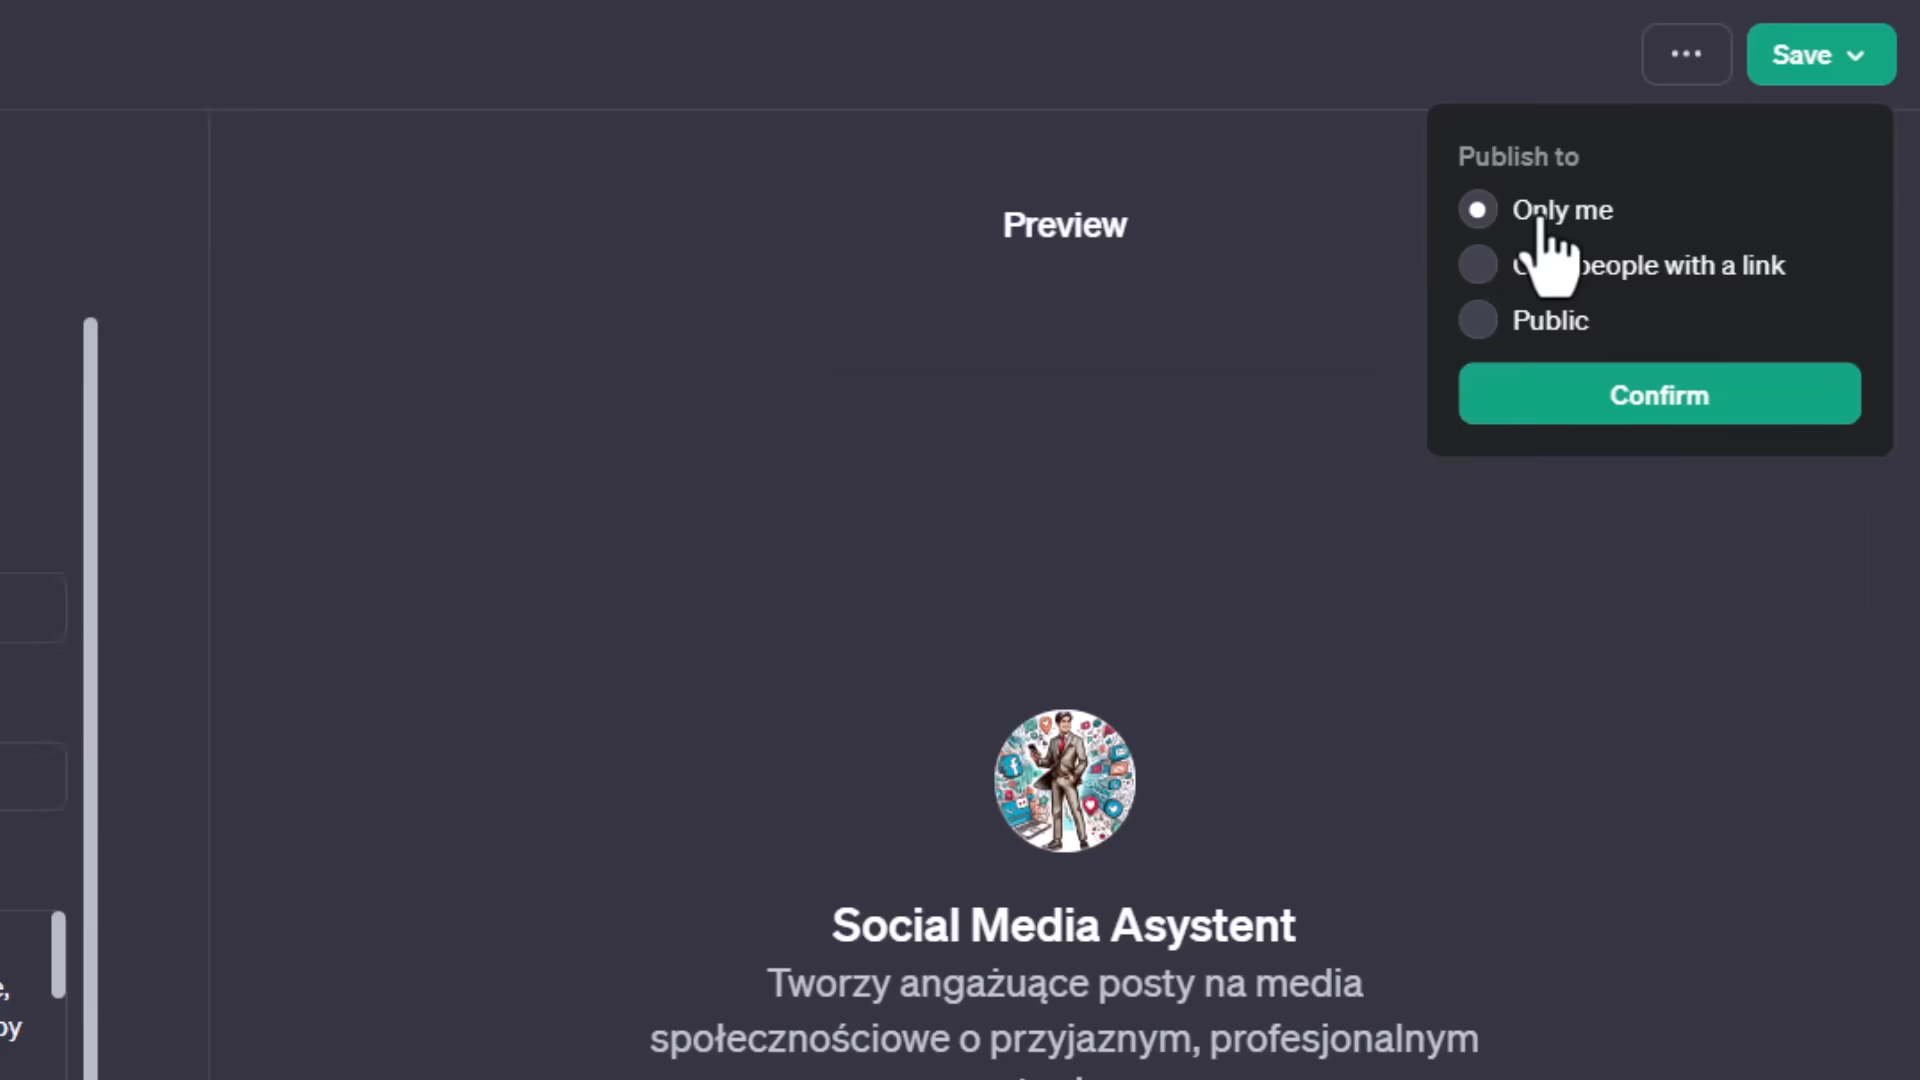 Save
Publish to
Only me
people with a link
Public
Confirm
Preview
Social Media Asystent
Tworzy angażuące posty na media
społecznościowe o przyjaznym, profesjonalnym